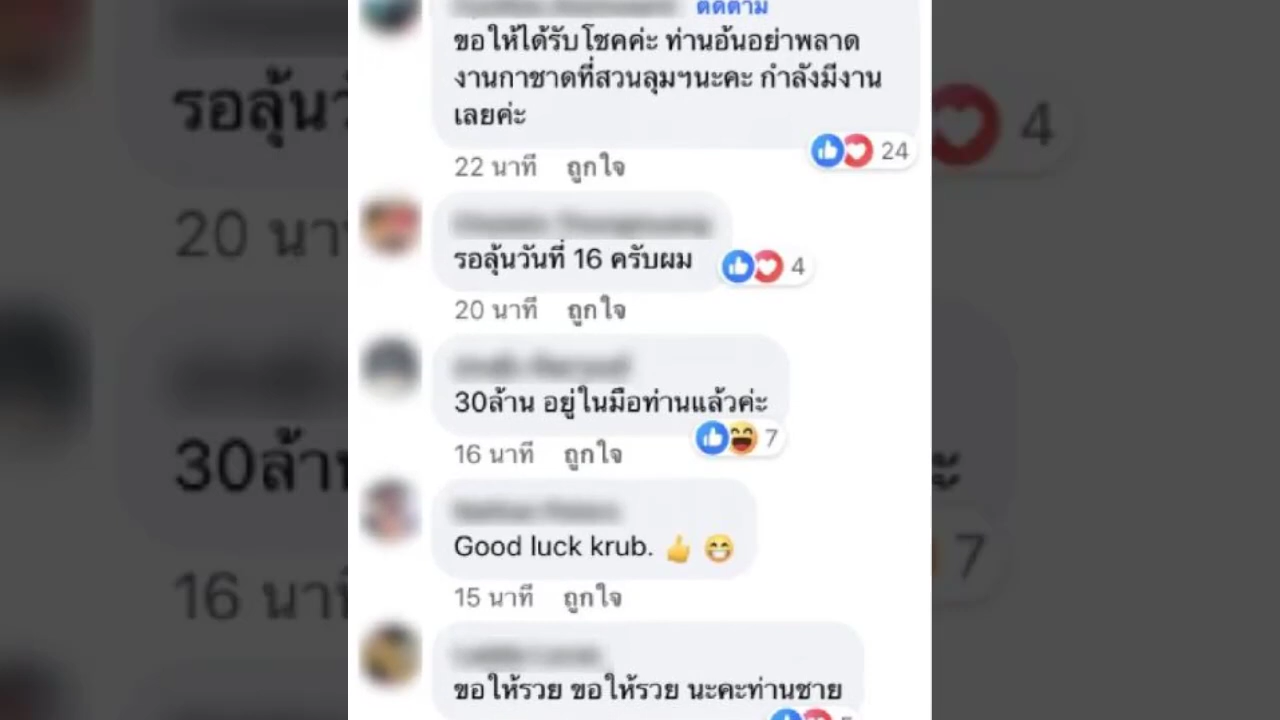 ติดตาม
ขอให้ได้รับโชคค่ะ ท่านอ้นอย่าพลาด
งานกาชาดที่สวนลุมฯนะคะ กำลังมีงาน
เลยค่ะ
24
22 นาที ถูกใจ
รอลุ้นวันที่ 16 ครับผม
4
20 นาที ถูกใจ
30ล้าน อยู่ในมือท่านแล้วค่ะ
7
16 นาที ถูกใจ
Good luck krub. 👍 😁
15 นาที ถูกใจ
ขอให้รวย ขอให้รวย นะคะท่านชาย